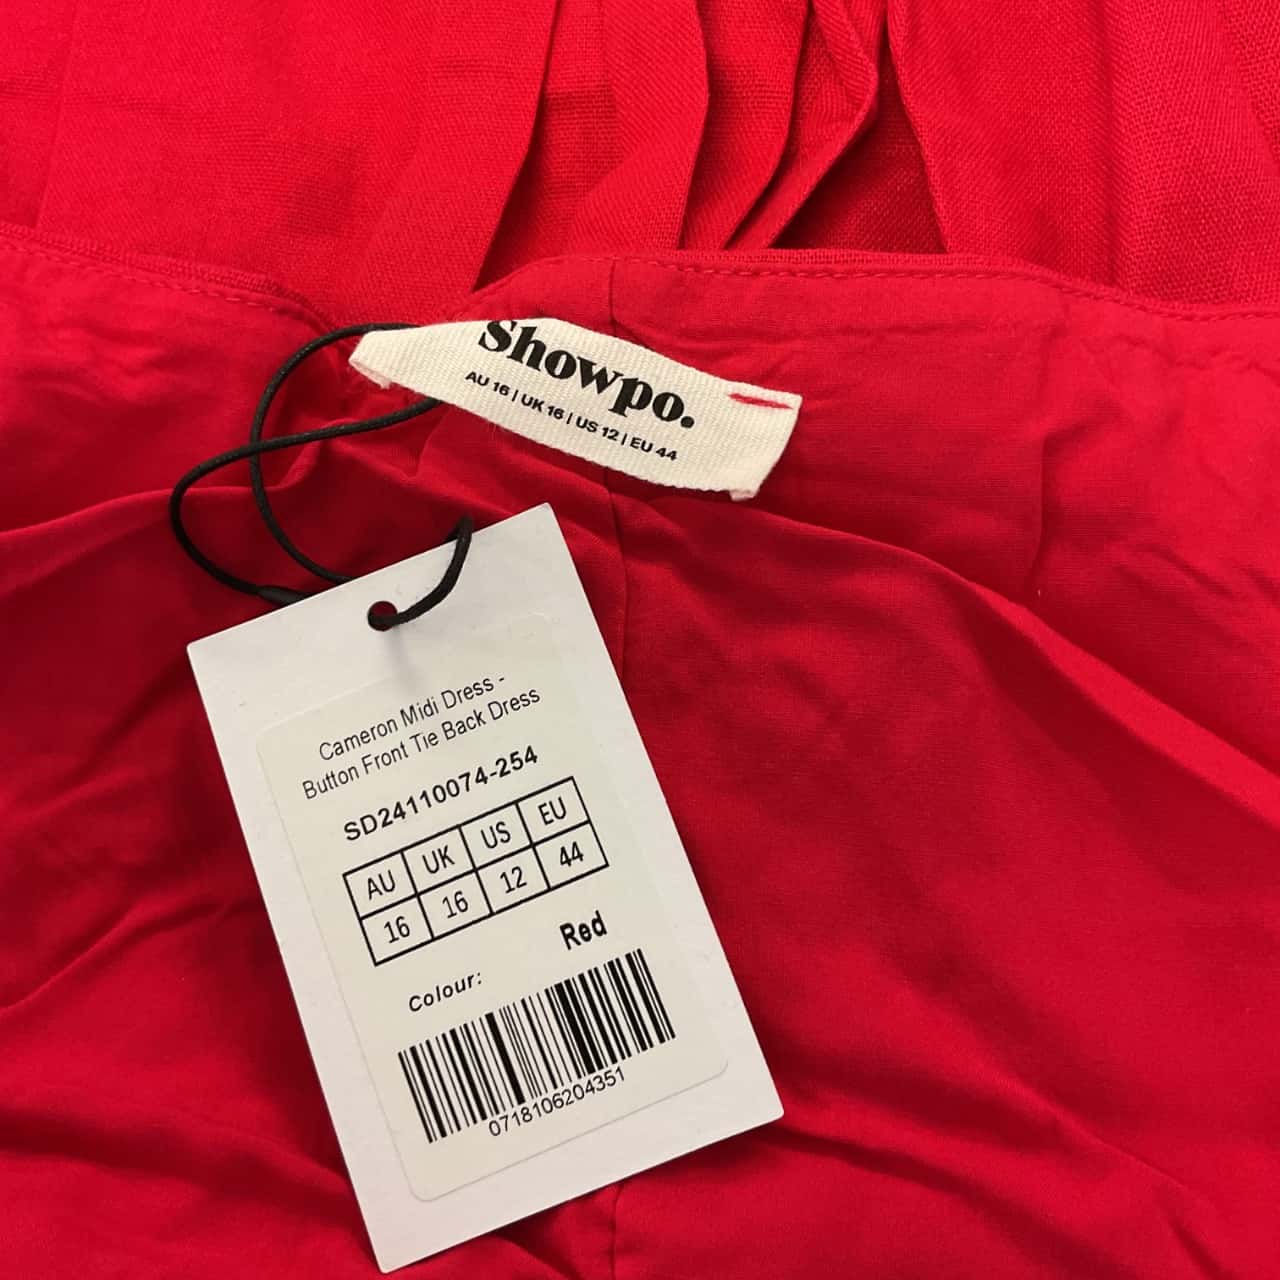 Showpo.
AU 16 | UK 16 | US 12 | EU 44
Cameron Midi Dress -
Button Front Tie Back Dress
SD24110074-254
AU UK US EU
16 16 12 44
Colour: Red
0718106204351